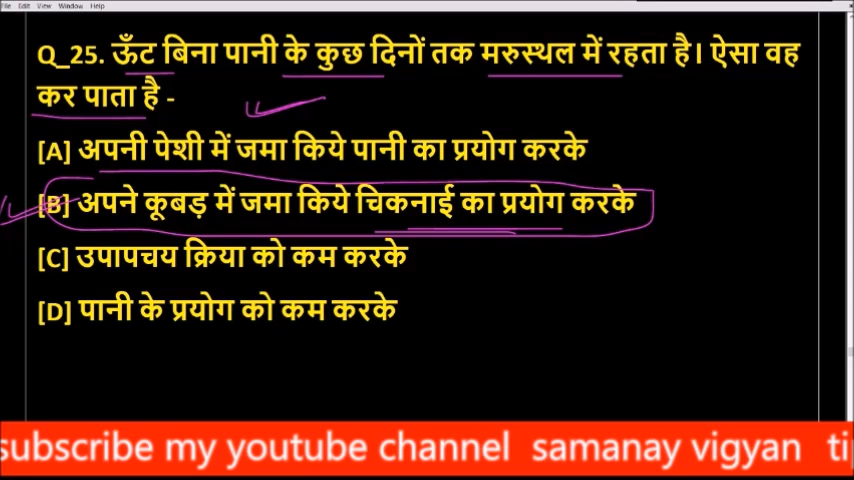 File Edit View Window Help
Q_25. ऊँट बिना पानी के कुछ दिनों तक मरुस्थल में रहता है। ऐसा वह
कर पाता है -
[A] अपनी पेशी में जमा किये पानी का प्रयोग करके
[B] अपने कूबड़ में जमा किये चिकनाई का प्रयोग करके
[C] उपापचय क्रिया को कम करके
[D] पानी के प्रयोग को कम करके
subscribe my youtube channel samanay vigyan